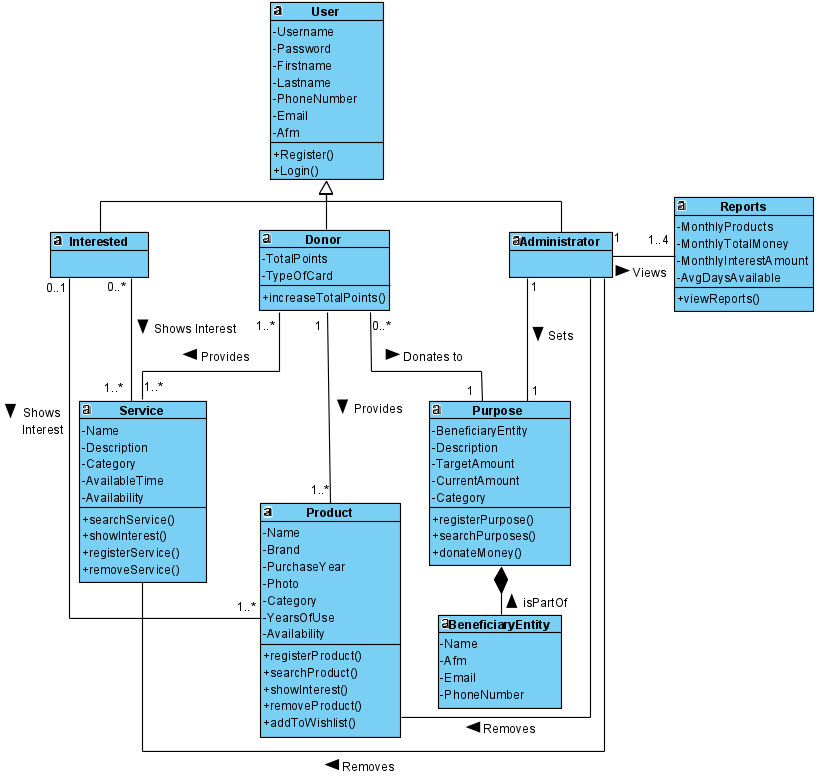 a User
-Username
-Password
-Firstname
-Lastname
-PhoneNumber
-Email
-Afm
+Register()
+Login()
a Interested
a Donor
-TotalPoints
-TypeOfCard
+increaseTotalPoints()
a Administrator
a Reports
-MonthlyProducts
-MonthlyTotalMoney
-MonthlyInterestAmount
-AvgDaysAvailable
+viewReports()
1
1..4
Views
0..1
0..*
Shows Interest
1..*
Provides
1..*
1..*
1
0..*
Donates to
1
1
Sets
1
Shows
Interest
Provides
1..*
1..*
a Service
-Name
-Description
-Category
-AvailableTime
-Availability
+searchService()
+showInterest()
+registerService()
+removeService()
a Purpose
-BeneficiaryEntity
-Description
-TargetAmount
-CurrentAmount
-Category
+registerPurpose()
+searchPurposes()
+donateMoney()
a Product
-Name
-Brand
-PurchaseYear
-Photo
-Category
-YearsOfUse
-Availability
+registerProduct()
+searchProduct()
+showInterest()
+removeProduct()
+addToWishlist()
isPartOf
a BeneficiaryEntity
-Name
-Afm
-Email
-PhoneNumber
Removes
Removes